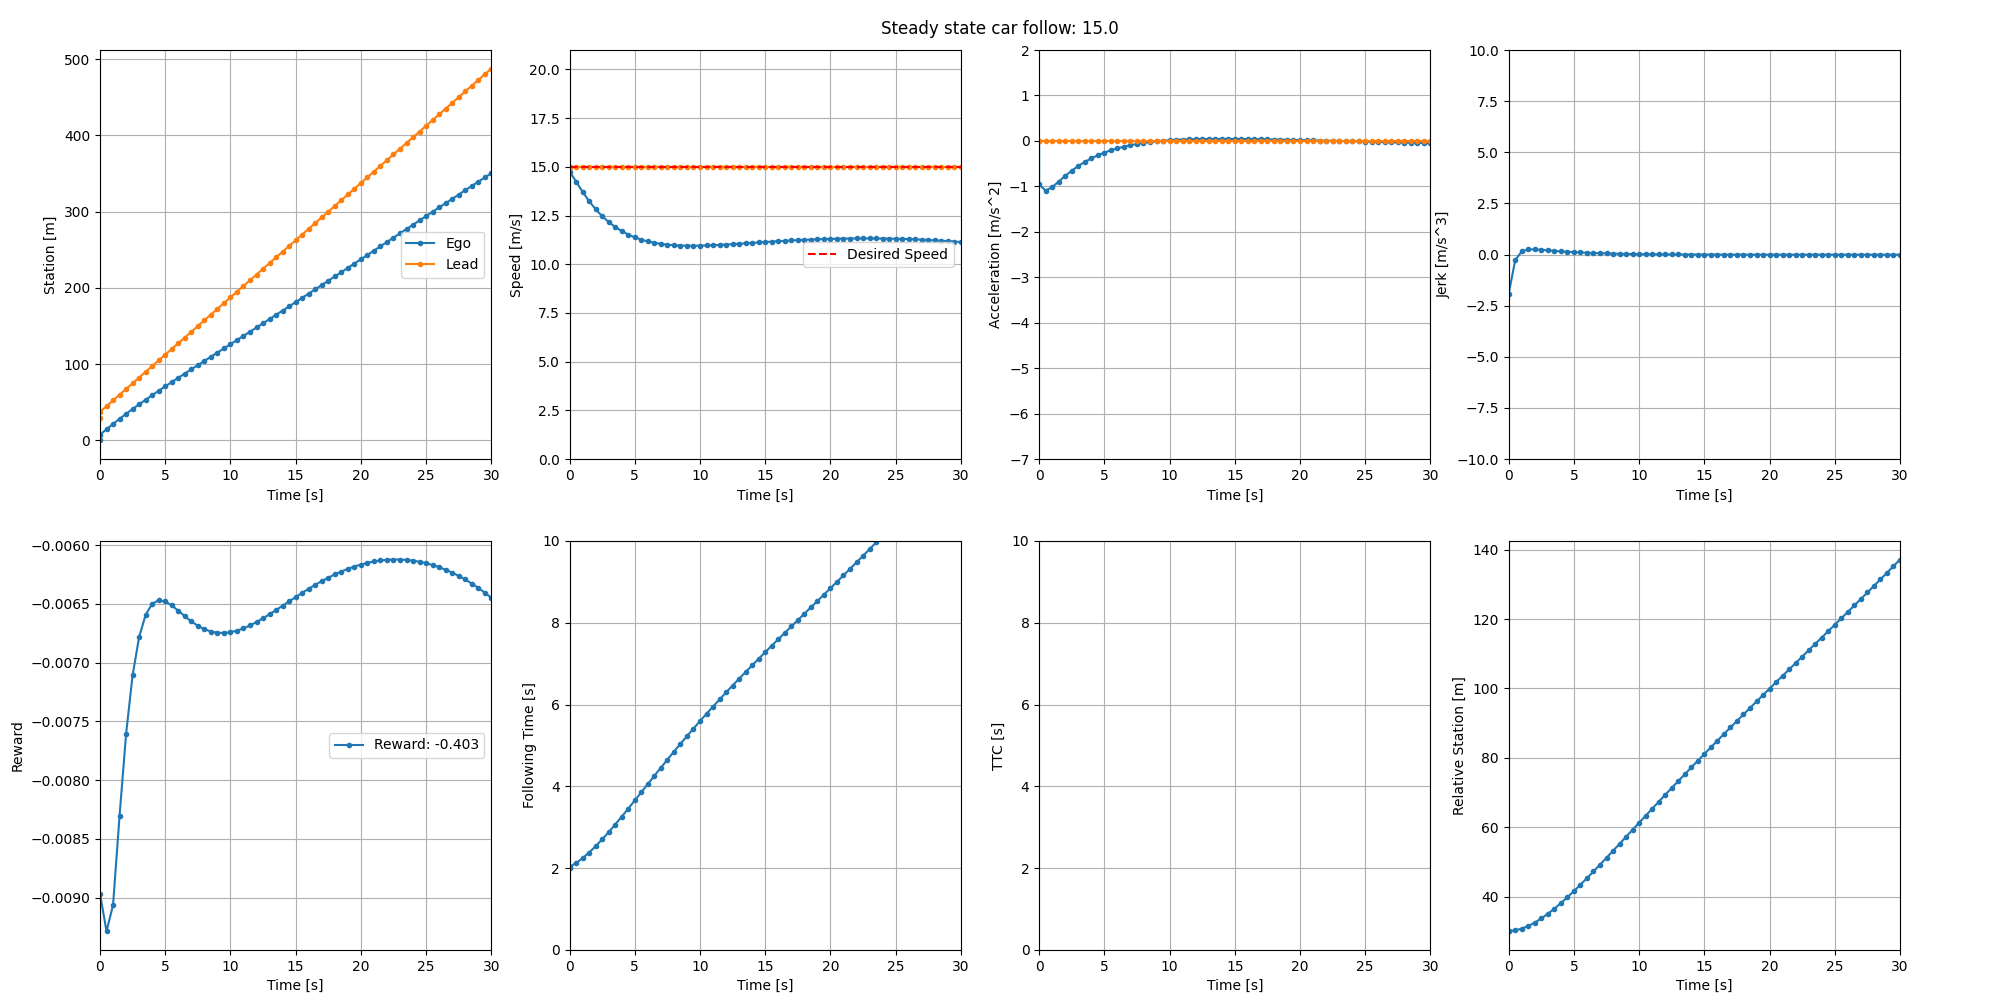 Steady state car follow: 15.0
500
400
300
200
100
0
Station [m]
Ego
Lead
0 5 10 15 20 25 30
Time [s]
20.0
17.5
15.0
12.5
10.0
7.5
5.0
2.5
0.0
Speed [m/s]
Desired Speed
0 5 10 15 20 25 30
Time [s]
2
1
0
−1
−2
−3
−4
−5
−6
−7
Acceleration [m/s^2]
0 5 10 15 20 25 30
Time [s]
10.0
7.5
5.0
2.5
0.0
−2.5
−5.0
−7.5
−10.0
Jerk [m/s^3]
0 5 10 15 20 25 30
Time [s]
−0.0060
−0.0065
−0.0070
−0.0075
−0.0080
−0.0085
−0.0090
Reward
Reward: -0.403
0 5 10 15 20 25 30
Time [s]
10
8
6
4
2
0
Following Time [s]
0 5 10 15 20 25 30
Time [s]
10
8
6
4
2
0
TTC [s]
0 5 10 15 20 25 30
Time [s]
140
120
100
80
60
40
Relative Station [m]
0 5 10 15 20 25 30
Time [s]